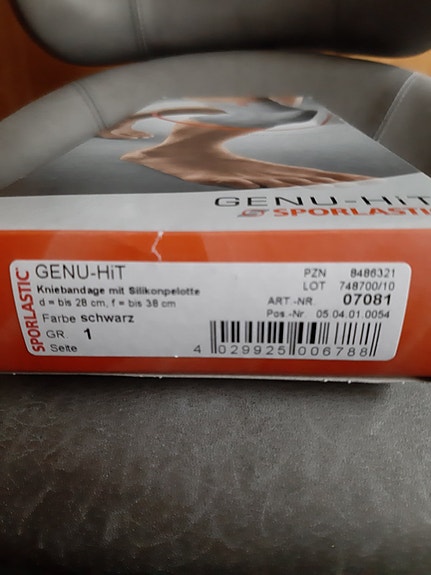 GENU-HiT
SPORLASTIC
SPORLASTIC
GENU-HiT
Kniebandage mit Silikonpelotte
d = bis 28 cm, f = bis 38 cm
Farbe schwarz
GR. 1
Seite
PZN 8486321
LOT 748700/10
ART.-NR. 07081
Pos.-Nr. 05.04.01.0054
4 029925 006788